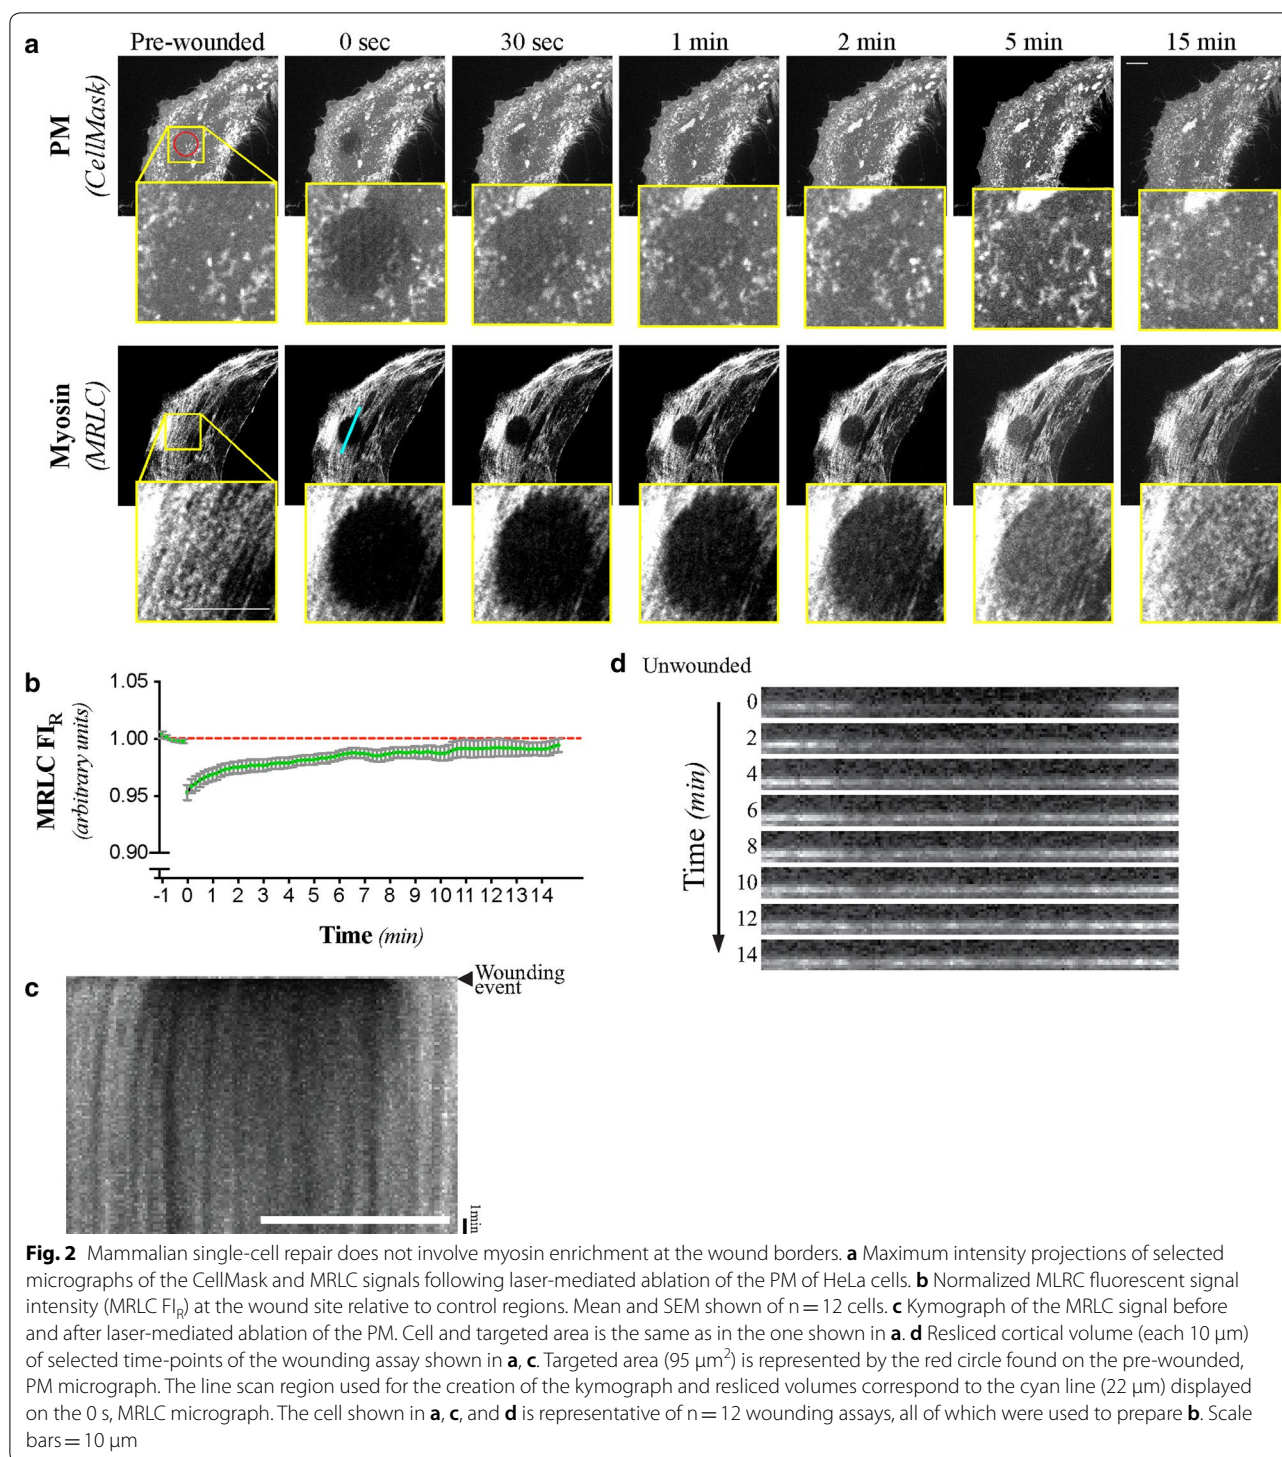 a
Pre-wounded 0 sec 30 sec 1 min 2 min 5 min 15 min
PM
(CellMask)
Myosin
(MRLC)
b
1.05
1.00
0.95
0.90
MRLC FI_R
(arbitrary units)
-1 0 1 2 3 4 5 6 7 8 9 10 11 12 13 14
Time (min)
d Unwounded
0
2
4
6
8
10
12
14
Time (min)
c
Wounding
event
1min
Fig. 2 Mammalian single-cell repair does not involve myosin enrichment at the wound borders. a Maximum intensity projections of selected
micrographs of the CellMask and MRLC signals following laser-mediated ablation of the PM of HeLa cells. b Normalized MLRC fluorescent signal
intensity (MRLC FI_R) at the wound site relative to control regions. Mean and SEM shown of n = 12 cells. c Kymograph of the MRLC signal before
and after laser-mediated ablation of the PM. Cell and targeted area is the same as in the one shown in a. d Resliced cortical volume (each 10 μm)
of selected time-points of the wounding assay shown in a, c. Targeted area (95 μm²) is represented by the red circle found on the pre-wounded,
PM micrograph. The line scan region used for the creation of the kymograph and resliced volumes correspond to the cyan line (22 μm) displayed
on the 0 s, MRLC micrograph. The cell shown in a, c, and d is representative of n = 12 wounding assays, all of which were used to prepare b. Scale
bars = 10 μm